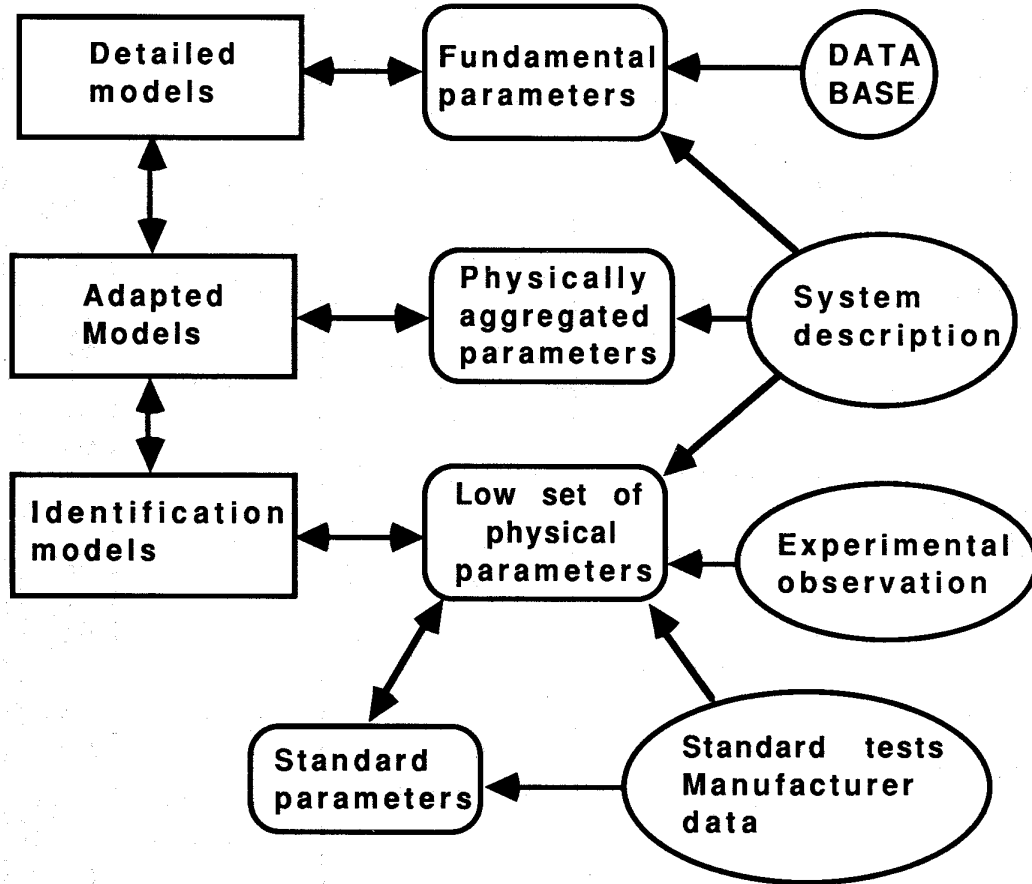 Detailed
models
Fundamental
parameters
DATA
BASE
Adapted
Models
Physically
aggregated
parameters
System
description
Identification
models
Low set of
physical
parameters
Experimental
observation
Standard
parameters
Standard tests
Manufacturer
data